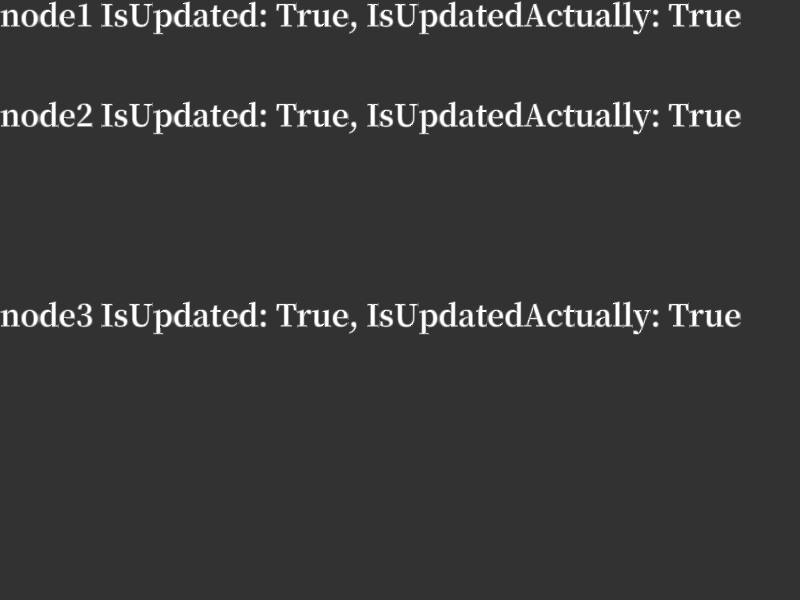 node1 IsUpdated: True, IsUpdatedActually: True
node2 IsUpdated: True, IsUpdatedActually: True
node3 IsUpdated: True, IsUpdatedActually: True